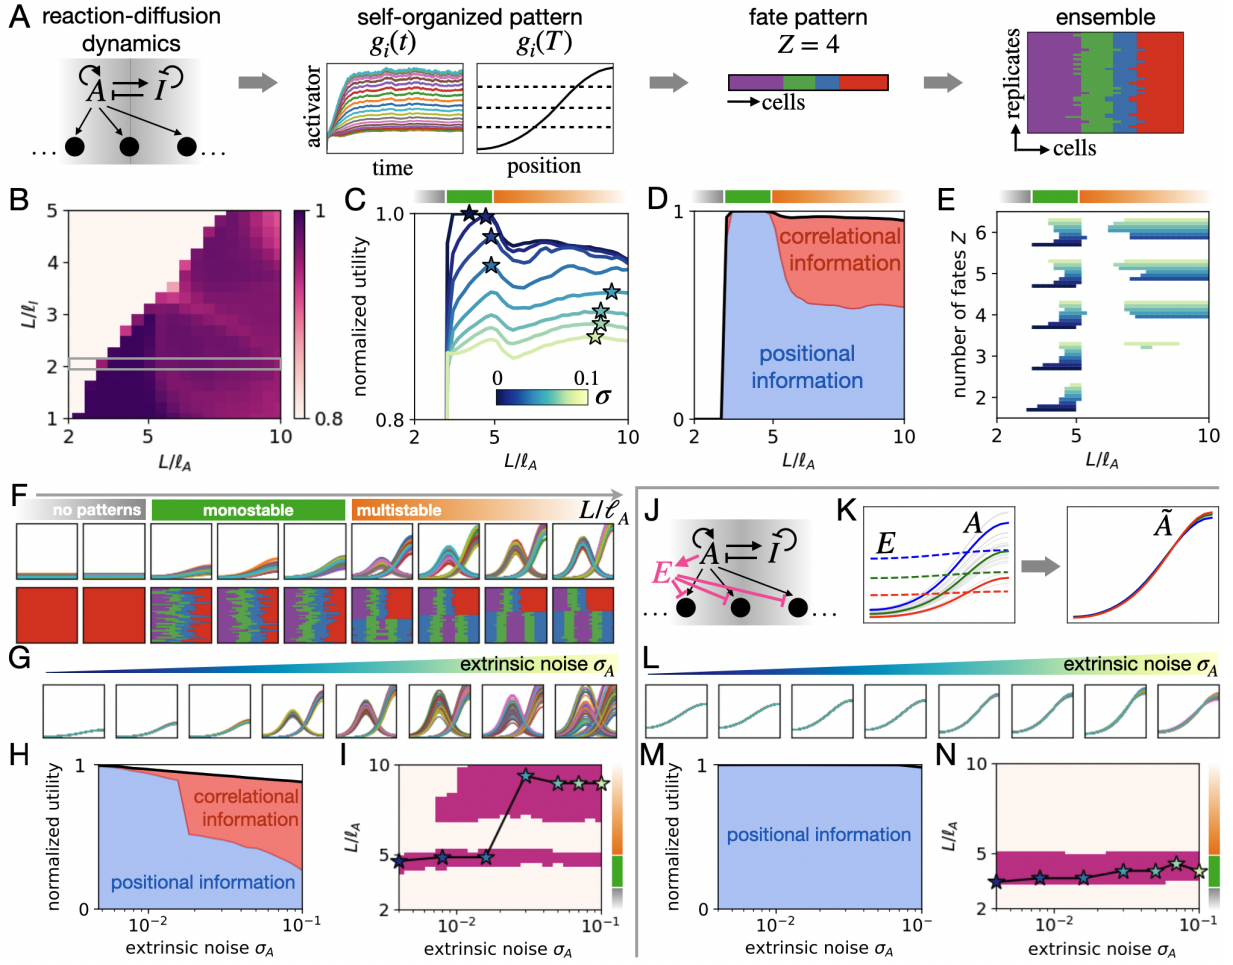 A
reaction-diffusion
dynamics
A I
self-organized pattern
g_i(t) g_i(T)
activator
time position
fate pattern
Z = 4
cells
ensemble
replicates
cells
B
5
4
3
2
1
L/ℓ_I
2 5 10
L/ℓ_A
1
0.8
C
1.0
0.8
normalized utility
0 0.1
σ
5 10
L/ℓ_A
D
1
0
correlational
information
positional
information
2 5 10
L/ℓ_A
E
number of fates Z
6
5
4
3
2
2 5 10
L/ℓ_A
F
no patterns monostable multistable L/ℓ_A
G
extrinsic noise σ_A
H
normalized utility
1
0
correlational
information
positional information
10⁻² 10⁻¹
extrinsic noise σ_A
I
L/ℓ_A
10
5
2
10⁻² 10⁻¹
extrinsic noise σ_A
J
A I
E
K
E A
Ã
L
extrinsic noise σ_A
M
normalized utility
1
0
positional information
10⁻² 10⁻
extrinsic noise σ_A
N
L/ℓ_A
10
5
2
10⁻² 10⁻¹
extrinsic noise σ_A